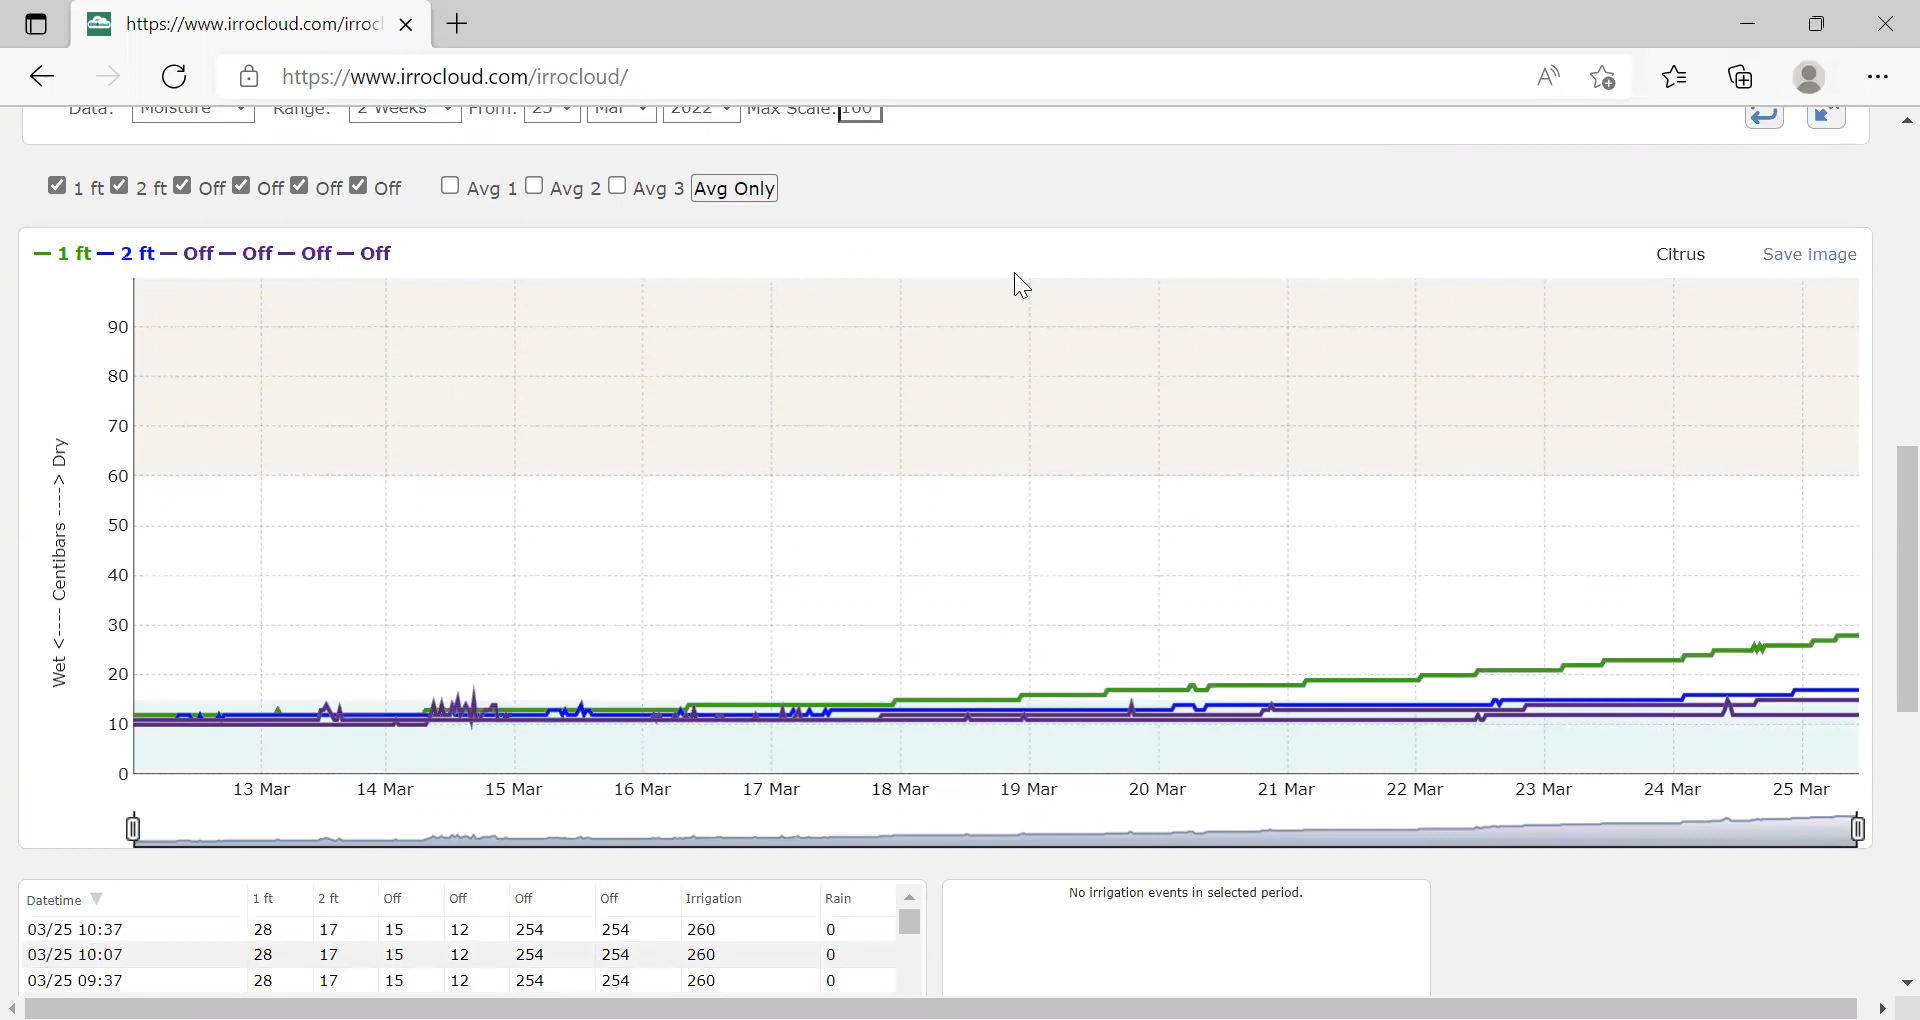 https://www.irrocloud.com/irrocl
https://www.irrocloud.com/irrocloud/
Data: Moisture Range: 2 Weeks From: 25 Mar 2022 Max Scale: 100
1 ft 2 ft Off Off Off Off Avg 1 Avg 2 Avg 3 Avg Only
1 ft 2 ft Off Off Off Off
Citrus Save image
Wet <---- Centibars ----> Dry
90
80
70
60
50
40
30
20
10
0
13 Mar 14 Mar 15 Mar 16 Mar 17 Mar 18 Mar 19 Mar 20 Mar 21 Mar 22 Mar 23 Mar 24 Mar 25 Mar
Datetime 1 ft 2 ft Off Off Off Off Irrigation Rain
03/25 10:37 28 17 15 12 254 254 260 0
03/25 10:07 28 17 15 12 254 254 260 0
03/25 09:37 28 17 15 12 254 254 260 0
No irrigation events in selected period.